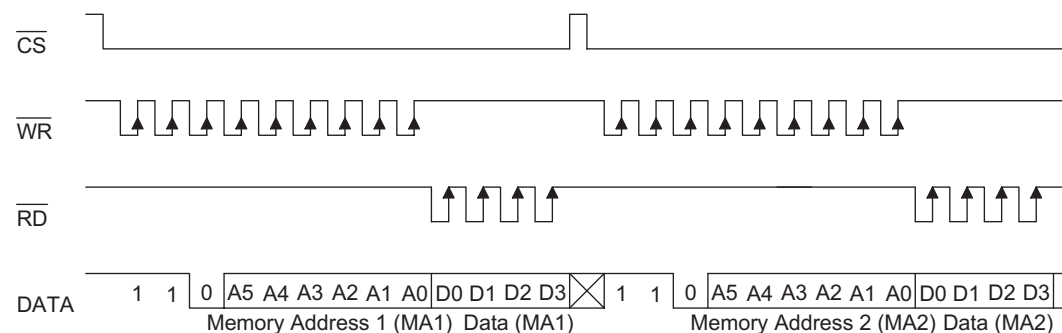 CS
WR
RD
DATA 1 1 0 A5 A4 A3 A2 A1 A0 D0 D1 D2 D3 1 1 0 A5 A4 A3 A2 A1 A0 D0 D1 D2 D3
Memory Address 1 (MA1) Data (MA1) Memory Address 2 (MA2) Data (MA2)